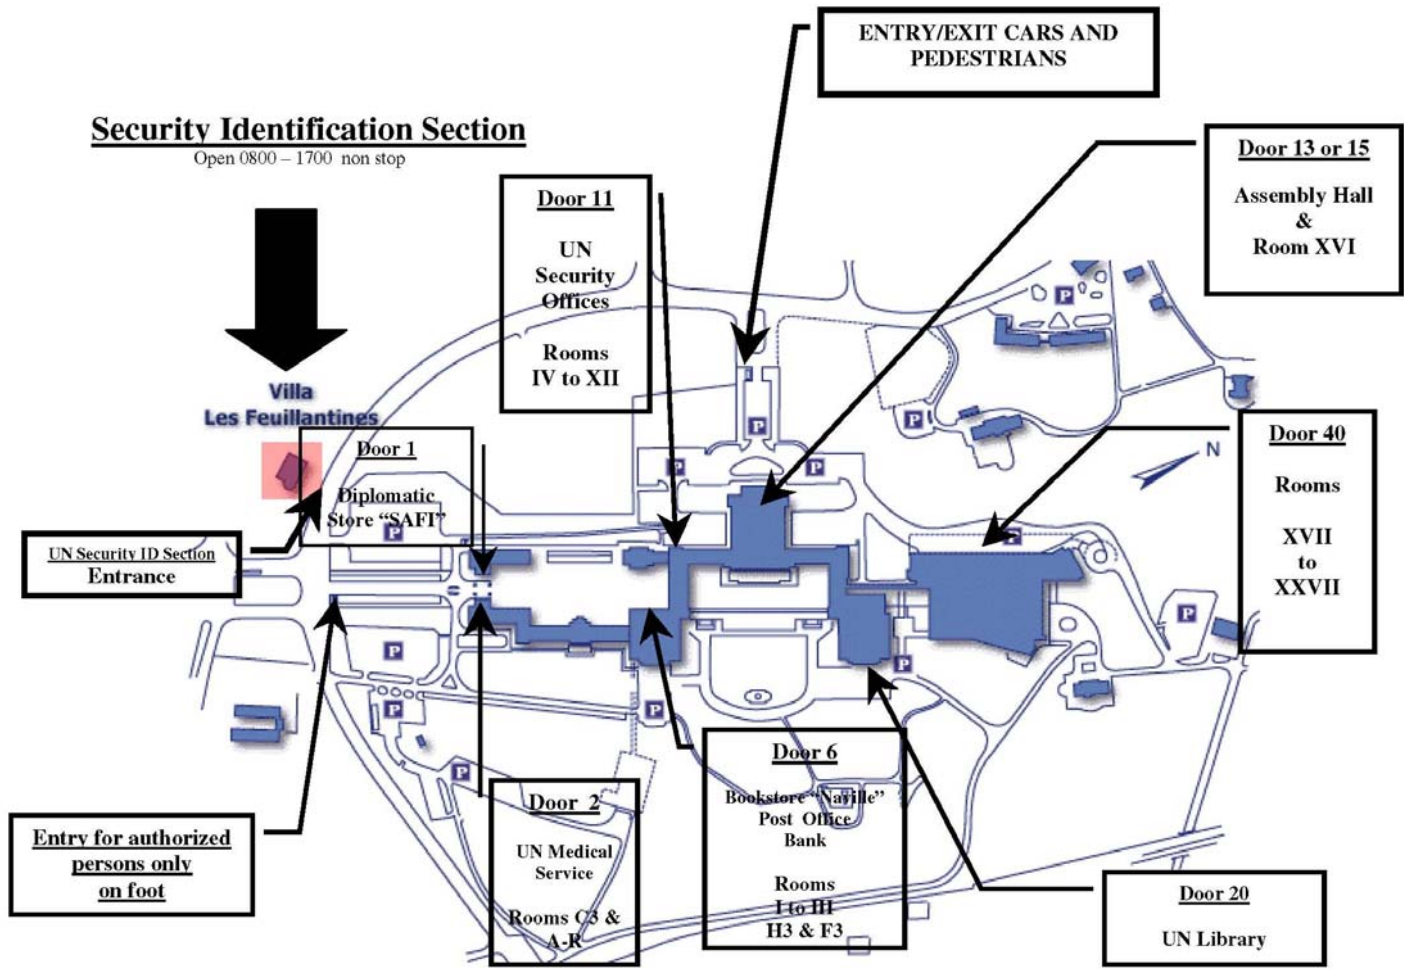 ENTRY/EXIT CARS AND
PEDESTRIANS
Security Identification Section
Open 0800 – 1700 non stop
Door 13 or 15
Assembly Hall
&
Room XVI
Door 11
UN
Security
Offices
Rooms
IV to XII
Villa
Les Feuillantines
Door 1
Diplomatic
Store “SAFI”
Door 40
Rooms
XVII
to
XXVII
N
UN Security ID Section
Entrance
P
P
P
P
P
P
P
P
P
P
P
P
P
Entry for authorized
persons only
on foot
Door 2
UN Medical
Service
Rooms C3 &
A-R
Door 6
Bookstore “Naville”
Post Office
Bank
Rooms
I to III
H3 & F3
Door 20
UN Library